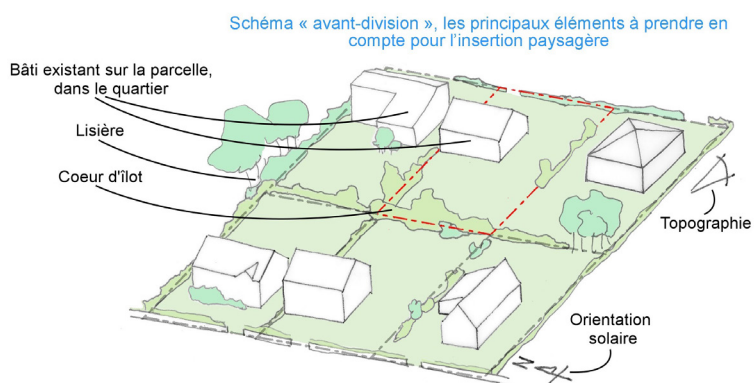 Schéma « avant-division », les principaux éléments à prendre en
compte pour l’insertion paysagère
Bâti existant sur la parcelle,
dans le quartier
Lisière
Coeur d'îlot
Topographie
Orientation
solaire
N